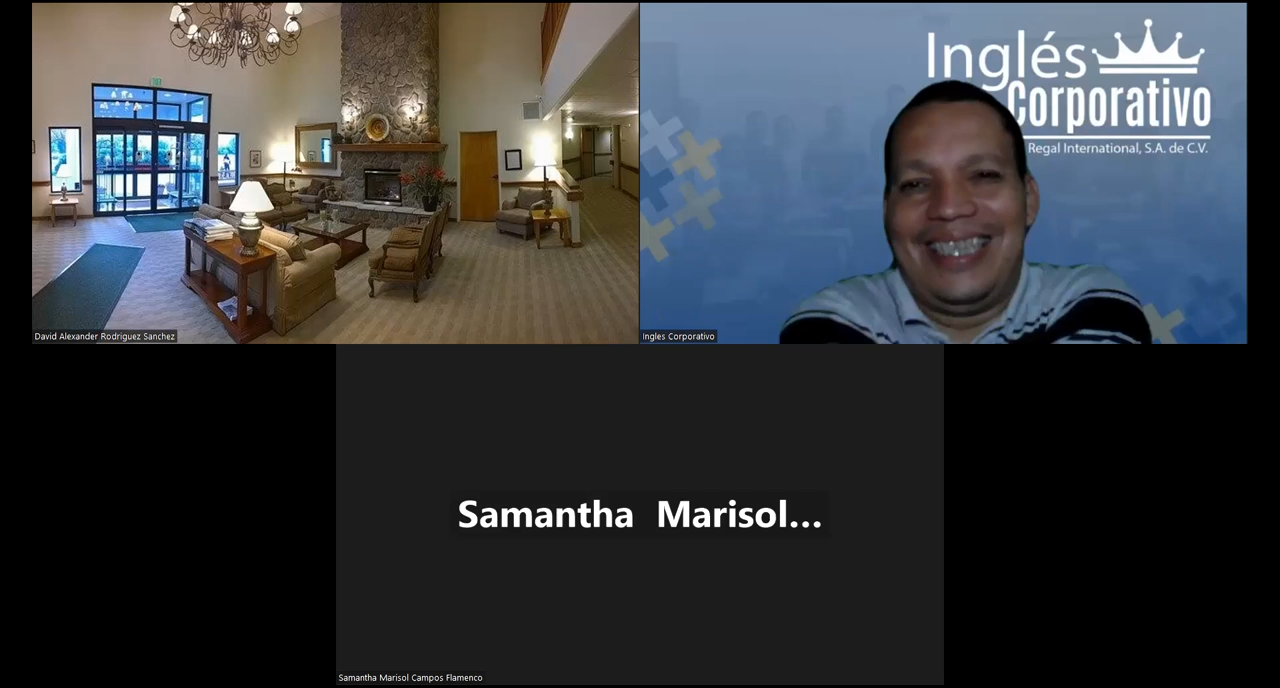 Inglés
Corporativo
Regal International, S.A. de C.V.
David Alexander Rodriguez Sanchez
Ingles Corporativo
Samantha Marisol...
Samantha Marisol Campos Flamenco